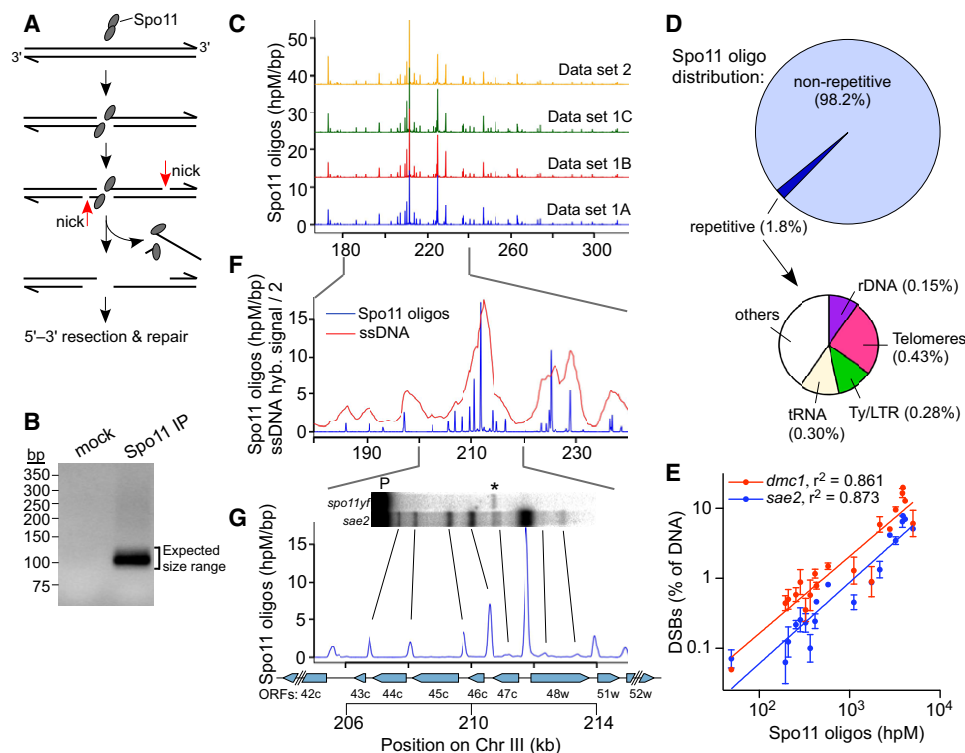 A
Spo11
3'
3'
nick
nick
5'–3' resection & repair
B
mock
Spo11 IP
bp
350
300
250
200
150
100
75
Expected
size range
C
Spo11 oligos (hpM/bp)
50
40
30
20
10
0
Data set 2
Data set 1C
Data set 1B
Data set 1A
180
220
260
300
D
Spo11 oligo
distribution:
non-repetitive
(98.2%)
repetitive (1.8%)
rDNA (0.15%)
others
Telomeres
(0.43%)
tRNA
(0.30%)
Ty/LTR (0.28%)
F
Spo11 oligos (hpM/bp)
ssDNA hyb. signal / 2
15
10
5
0
Spo11 oligos
ssDNA
190
210
230
P
*
spo11yf
sae2
G
Spo11 oligos (hpM/bp)
15
10
5
0
ORFs:
42c
43c
44c
45c
46c
47c
48w
51w
52w
206
210
214
Position on Chr III (kb)
E
dmc1, r² = 0.861
sae2, r² = 0.873
DSBs (% of DNA)
10
1
0.1
10²
10³
10⁴
Spo11 oligos (hpM)